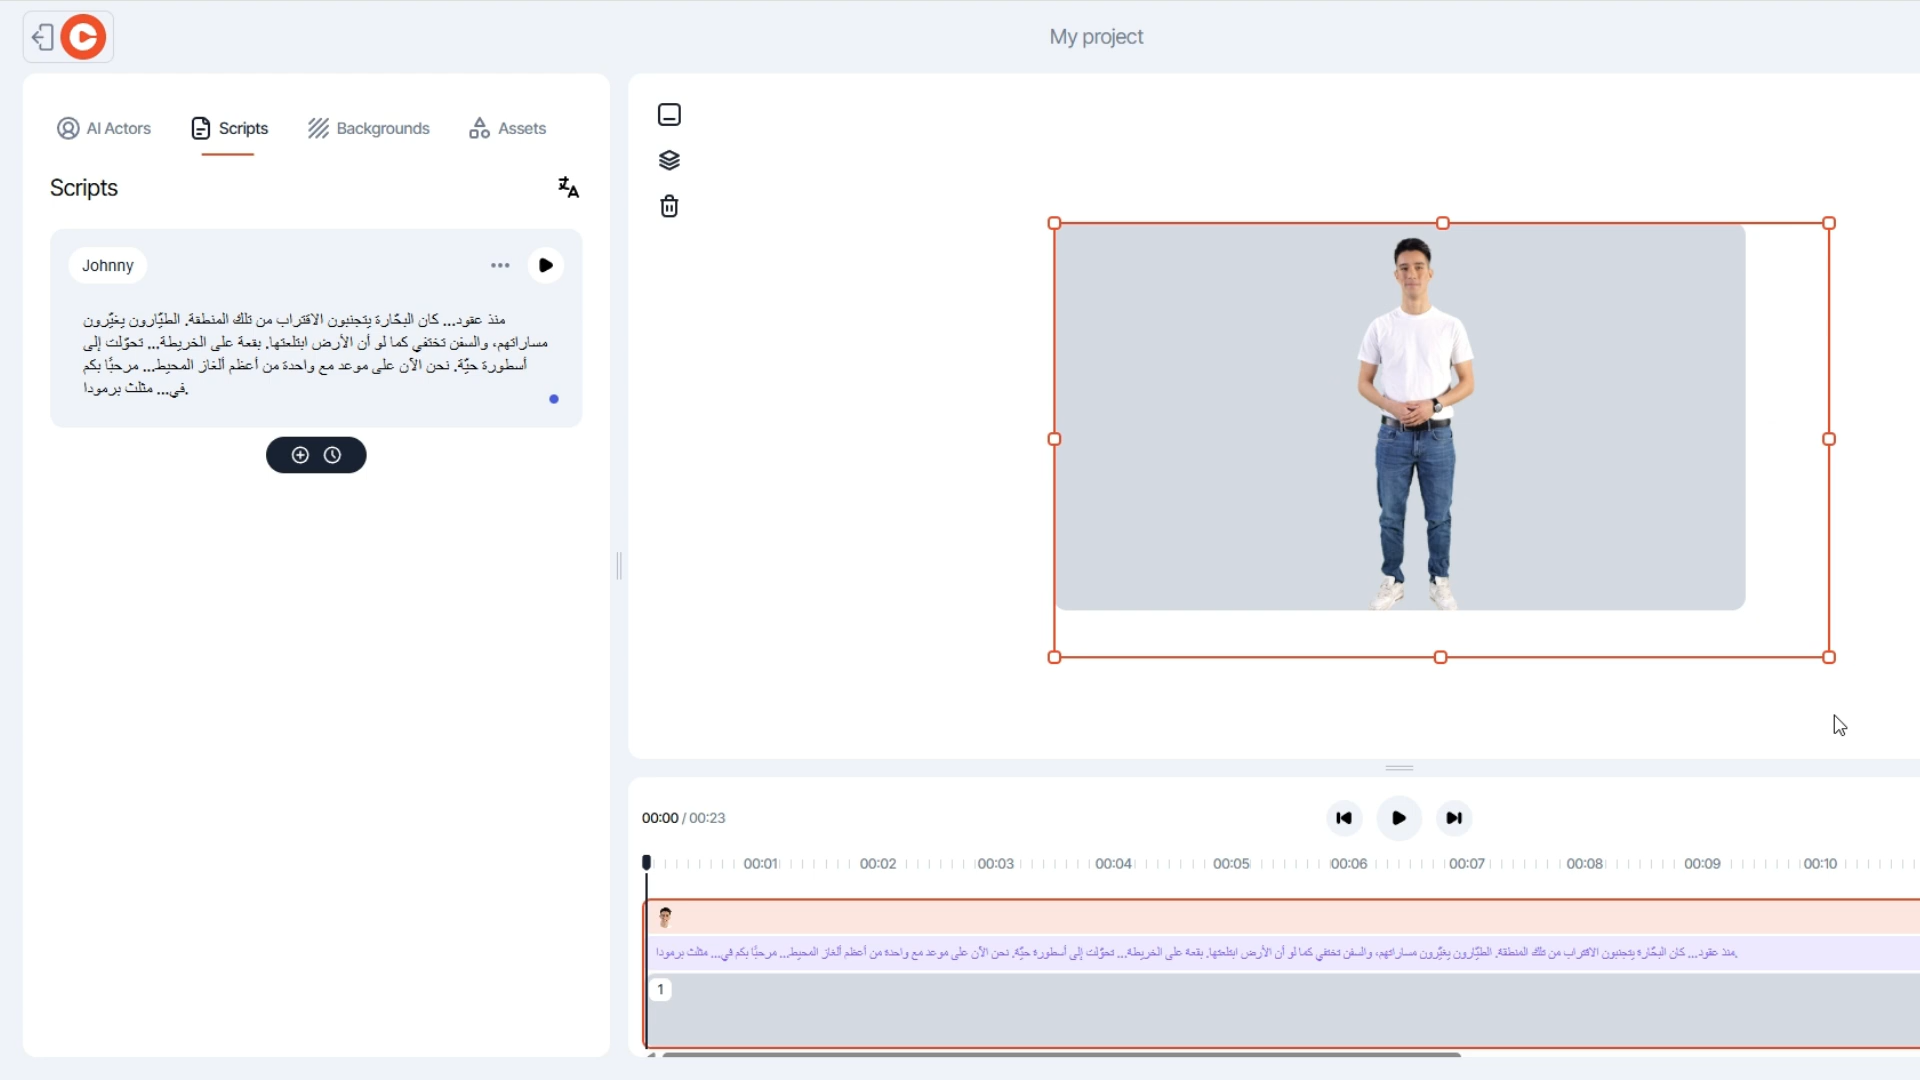 My project
AI Actors
Scripts
Backgrounds
Assets
Scripts
Johnny
منذ عقود... كان البحّارة يتجنبون الاقتراب من تلك المنطقة. الطيّارون يغيّرون
مساراتهم، والسفن تختفي كما لو أن الأرض ابتلعتها. بقعة على الخريطة... تحوّلت إلى
أسطورة حيّة. نحن الآن على موعد مع واحدة من أعظم ألغاز المحيط... مرحبًا بكم
في... مثلث برمودا.
00:00 / 00:23
00:01 00:02 00:03 00:04 00:05 00:06 00:07 00:08 00:09 00:10
منذ عقود... كان البحّارة يتجنبون الاقتراب من تلك المنطقة. الطيّارون يغيّرون مساراتهم، والسفن تختفي كما لو أن الأرض ابتلعتها. بقعة على الخريطة... تحوّلت إلى أسطورة حيّة. نحن الآن على موعد مع واحدة من أعظم ألغاز المحيط... مرحبًا بكم في... مثلث برمودا.
1